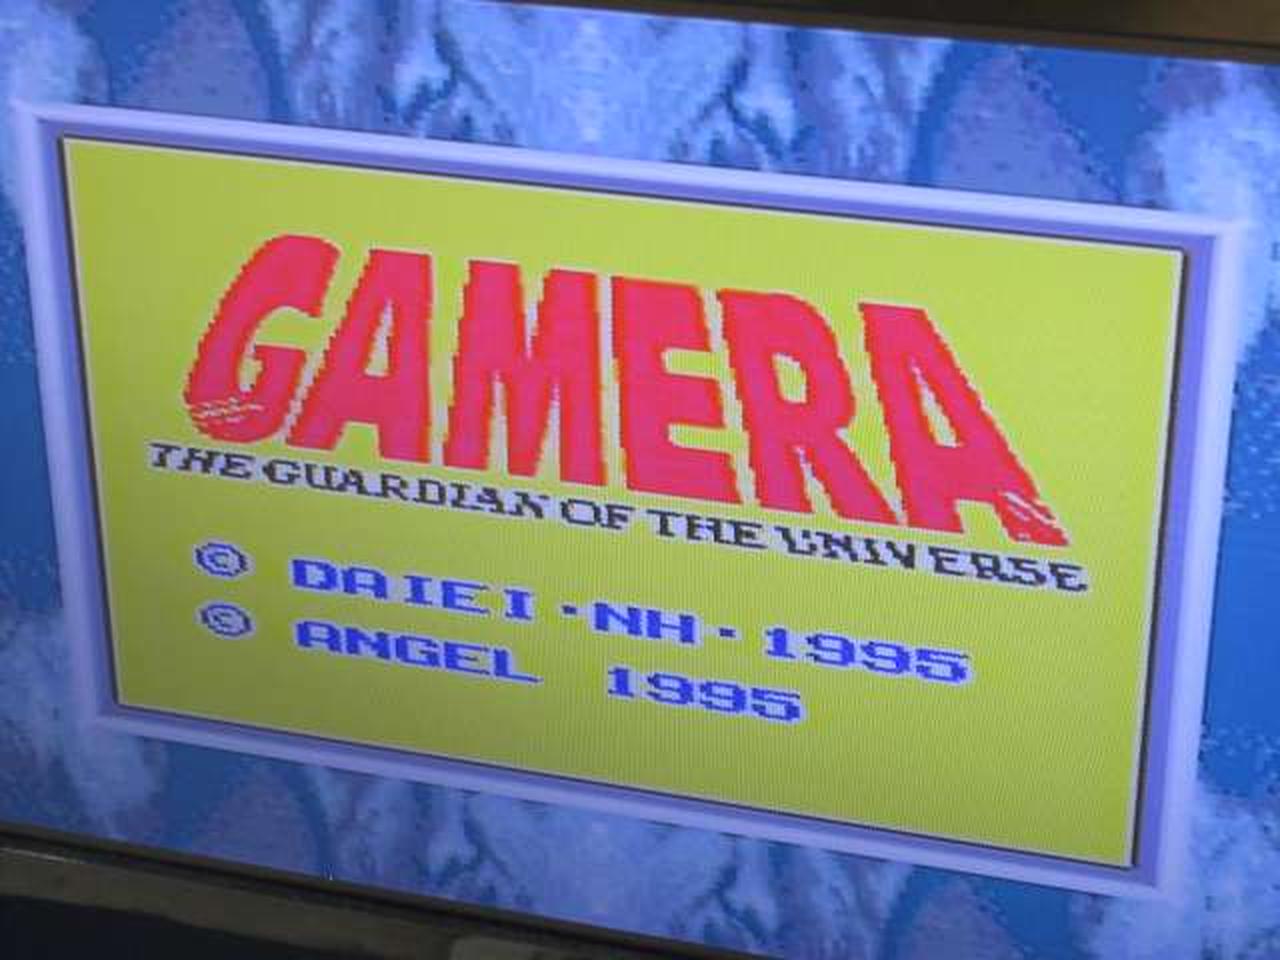 GAMERA
THE GUARDIAN OF THE UNIVERSE
© DAIEI·NH·1995
© ANGEL 1995